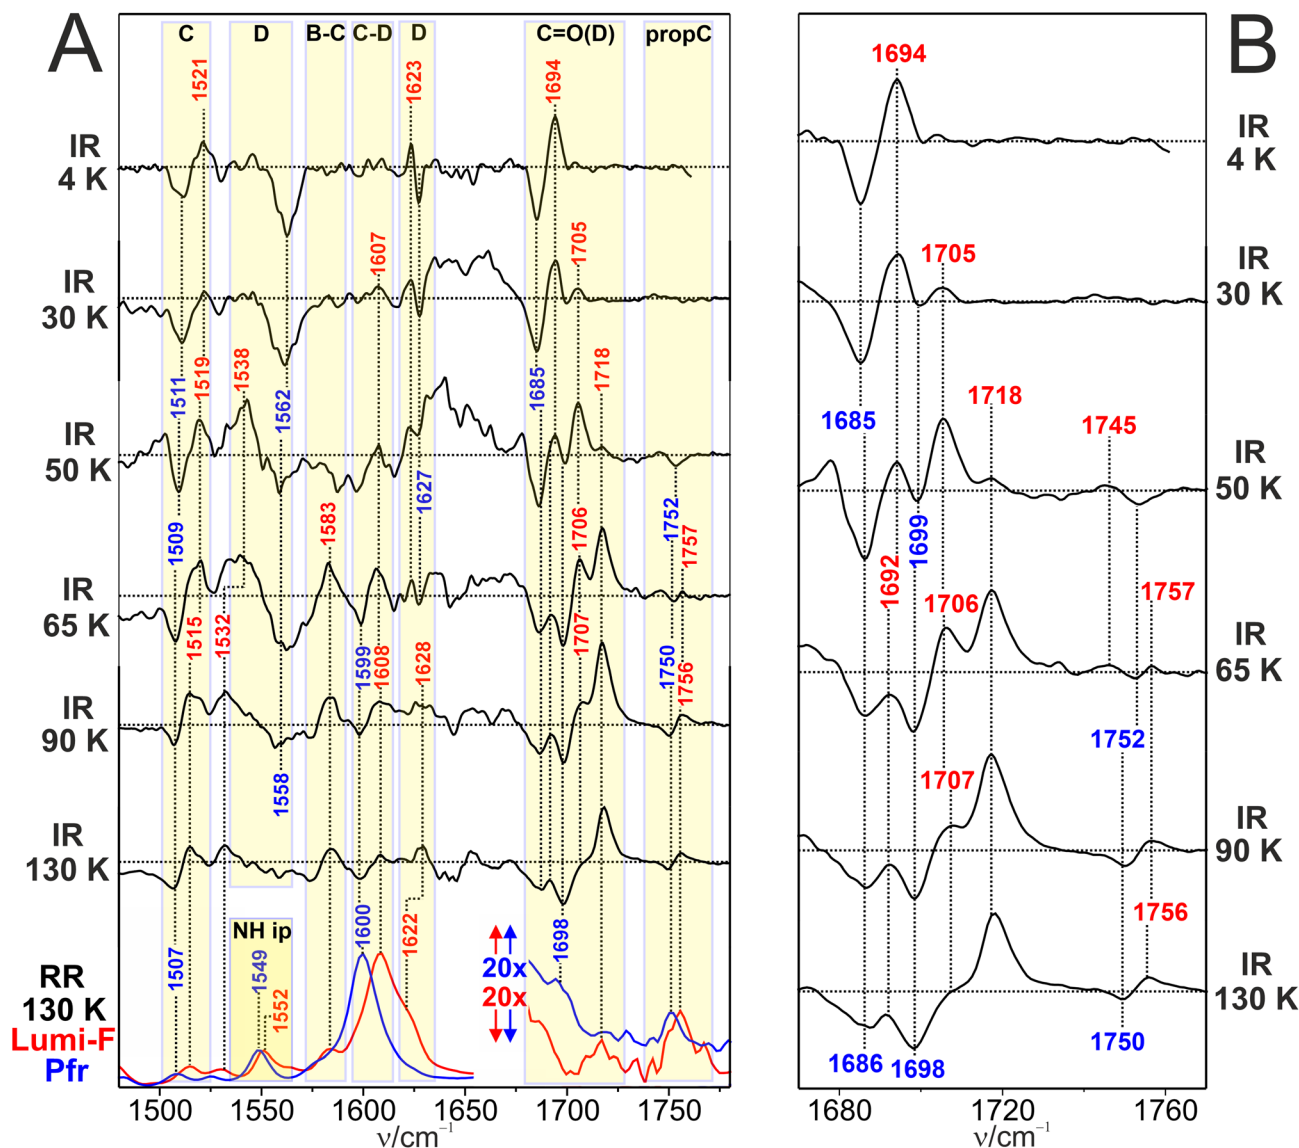 A
C
D
B-C
C-D
D
C=O(D)
propC
1521
1623
1694
IR
4 K
1607
1705
IR
30 K
1511
1519
1538
1562
1685
1718
IR
50 K
1627
1509
1583
1752
1706
1757
IR
65 K
1515
1532
1599
1608
1628
1707
1750
1756
IR
90 K
1558
IR
130 K
NH ip
1507
1549
1552
1600
1622
1698
20x
20x
RR
130 K
Lumi-F
Pfr
1500
1550
1600
1650
1700
1750
ν/cm⁻¹
B
1694
IR
4 K
1705
IR
30 K
1685
1718
1745
IR
50 K
1699
1692
1706
1757
IR
65 K
1752
1707
IR
90 K
1756
IR
130 K
1750
1686
1698
1680
1720
1760
ν/cm⁻¹
ν/cm⁻¹